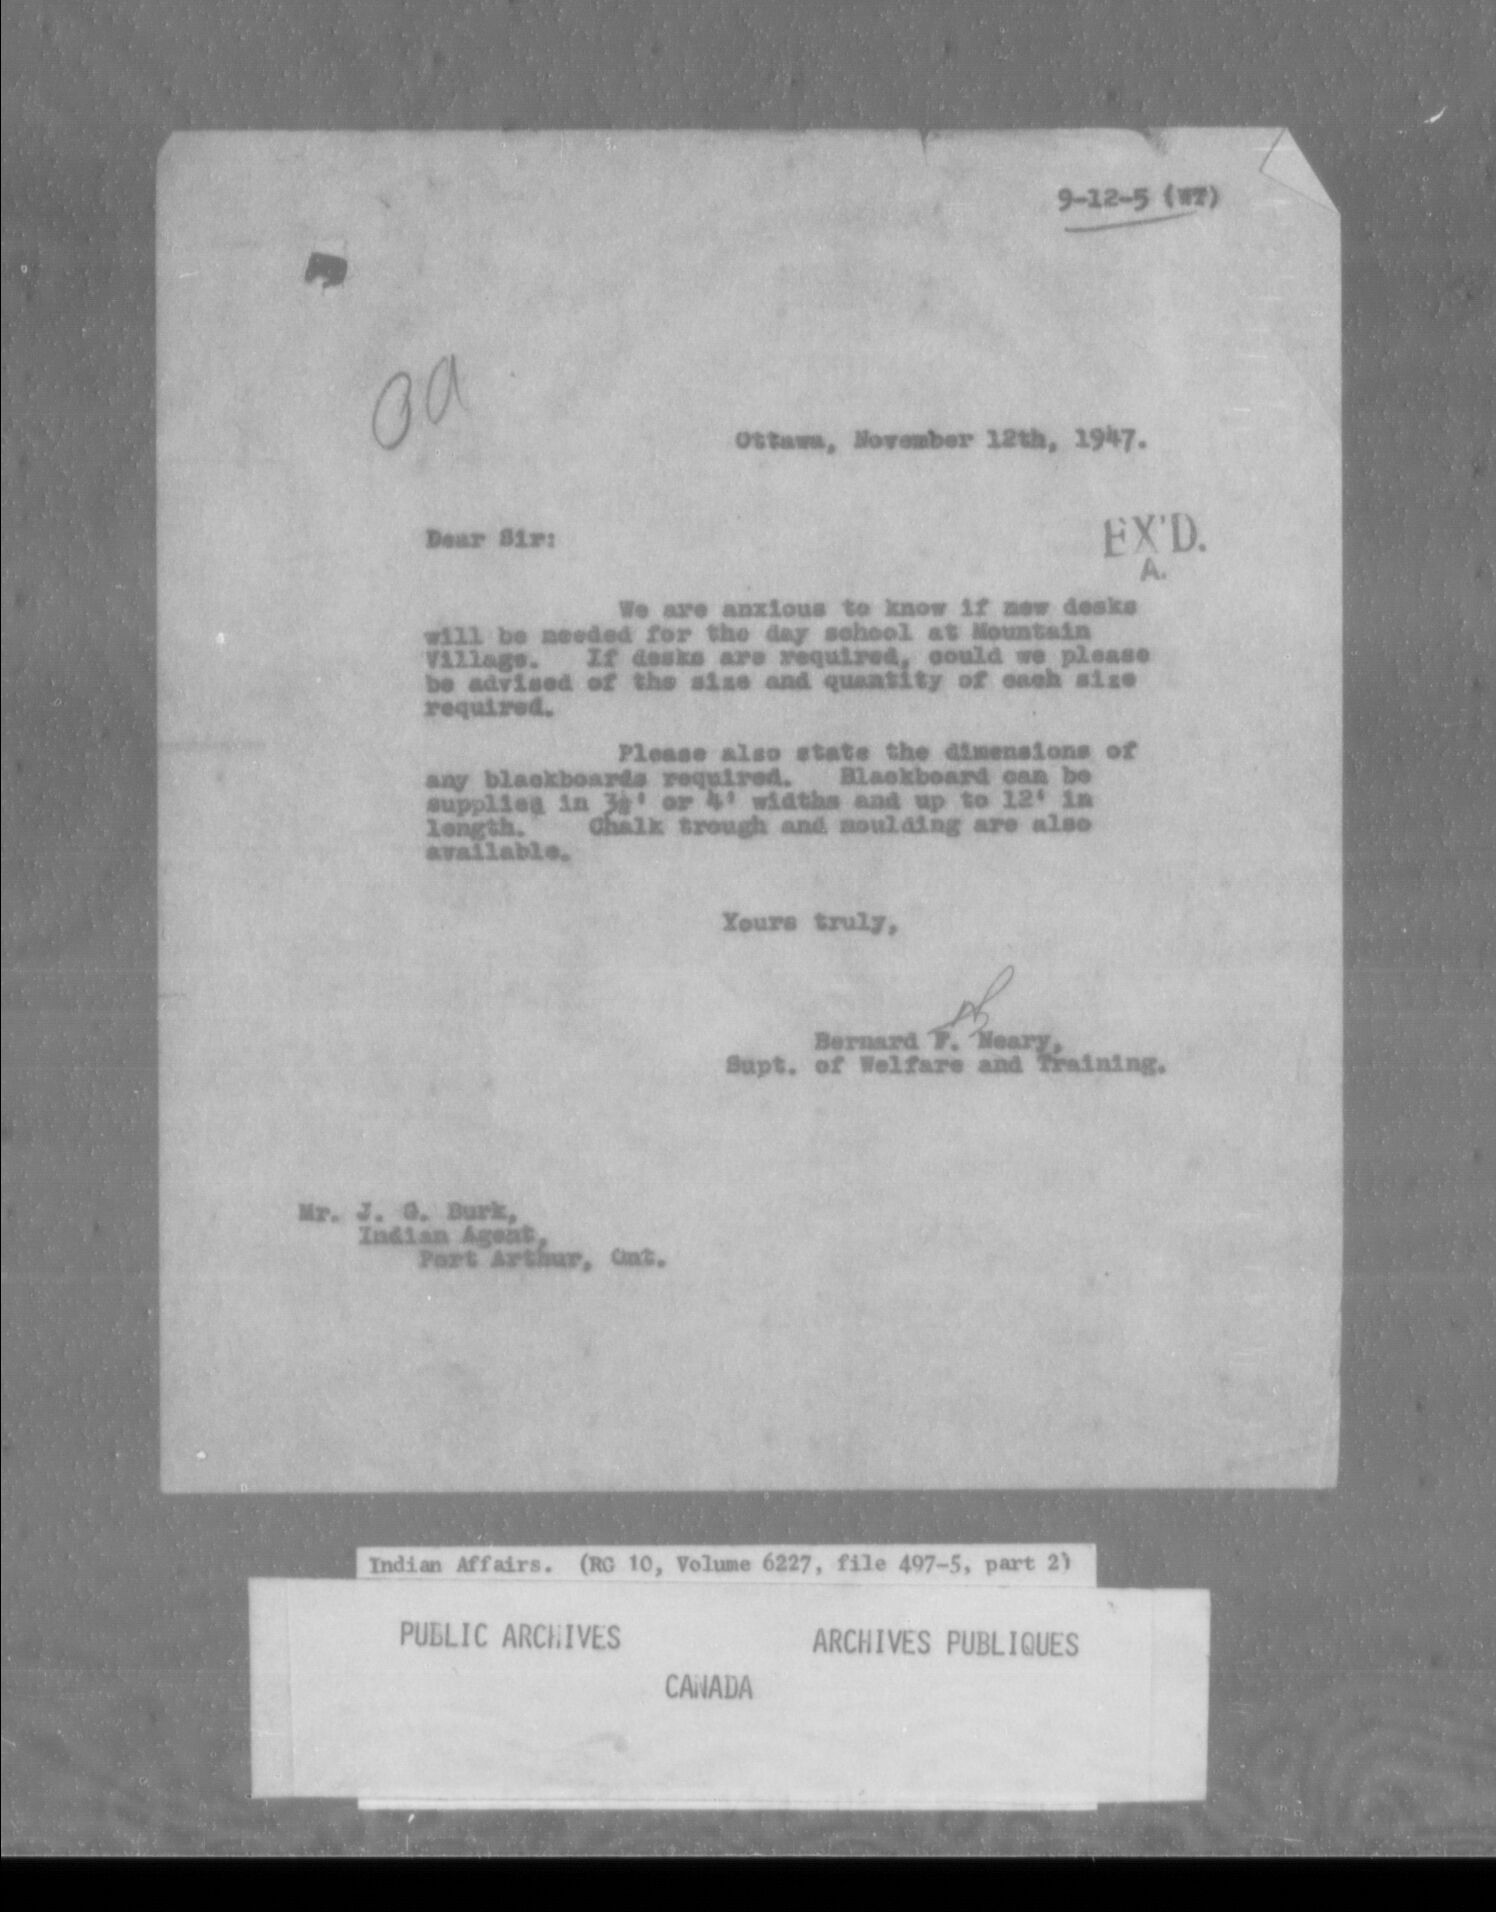 9-12-5 (WT)
Ottawa, November 12th, 1947.
Dear Sir:
EX'D.
A.
We are anxious to know if new desks
will be needed for the day school at Mountain
Village. If desks are required, could we please
be advised of the size and quantity of each size
required.
Please also state the dimensions of
any blackboards required. Blackboard can be
supplied in 3½' or 4' widths and up to 12' in
length. Chalk trough and moulding are also
available.
Yours truly,
Bernard F. Neary,
Supt. of Welfare and Training.
Mr. J. G. Burk,
Indian Agent,
Port Arthur, Ont.
Indian Affairs. (RG 10, Volume 6227, file 497-5, part 2)
PUBLIC ARCHIVES ARCHIVES PUBLIQUES
CANADA